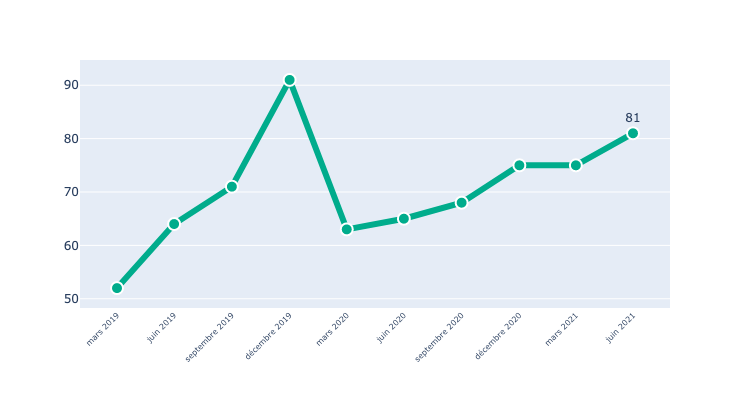 90
81
80
70
60
50
mars 2019
juin 2019
septembre 2019
décembre 2019
mars 2020
juin 2020
septembre 2020
décembre 2020
mars 2021
juin 2021